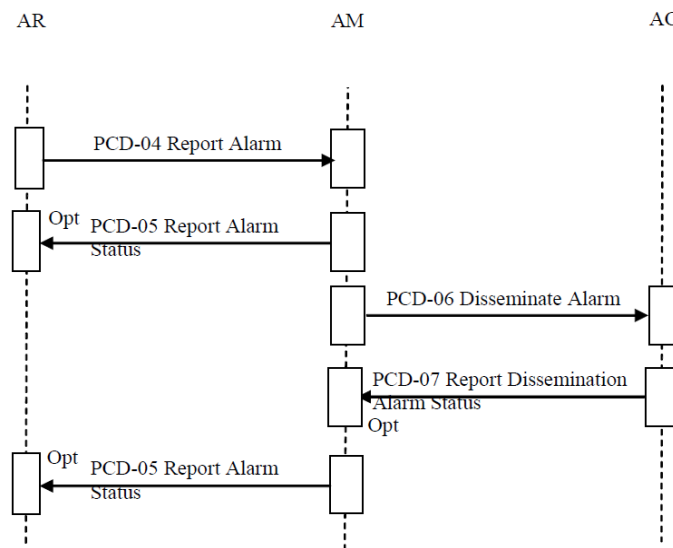 AR
AM
AC
PCD-04 Report Alarm
Opt
PCD-05 Report Alarm
Status
PCD-06 Disseminate Alarm
PCD-07 Report Dissemination
Alarm Status
Opt
Opt
PCD-05 Report Alarm
Status